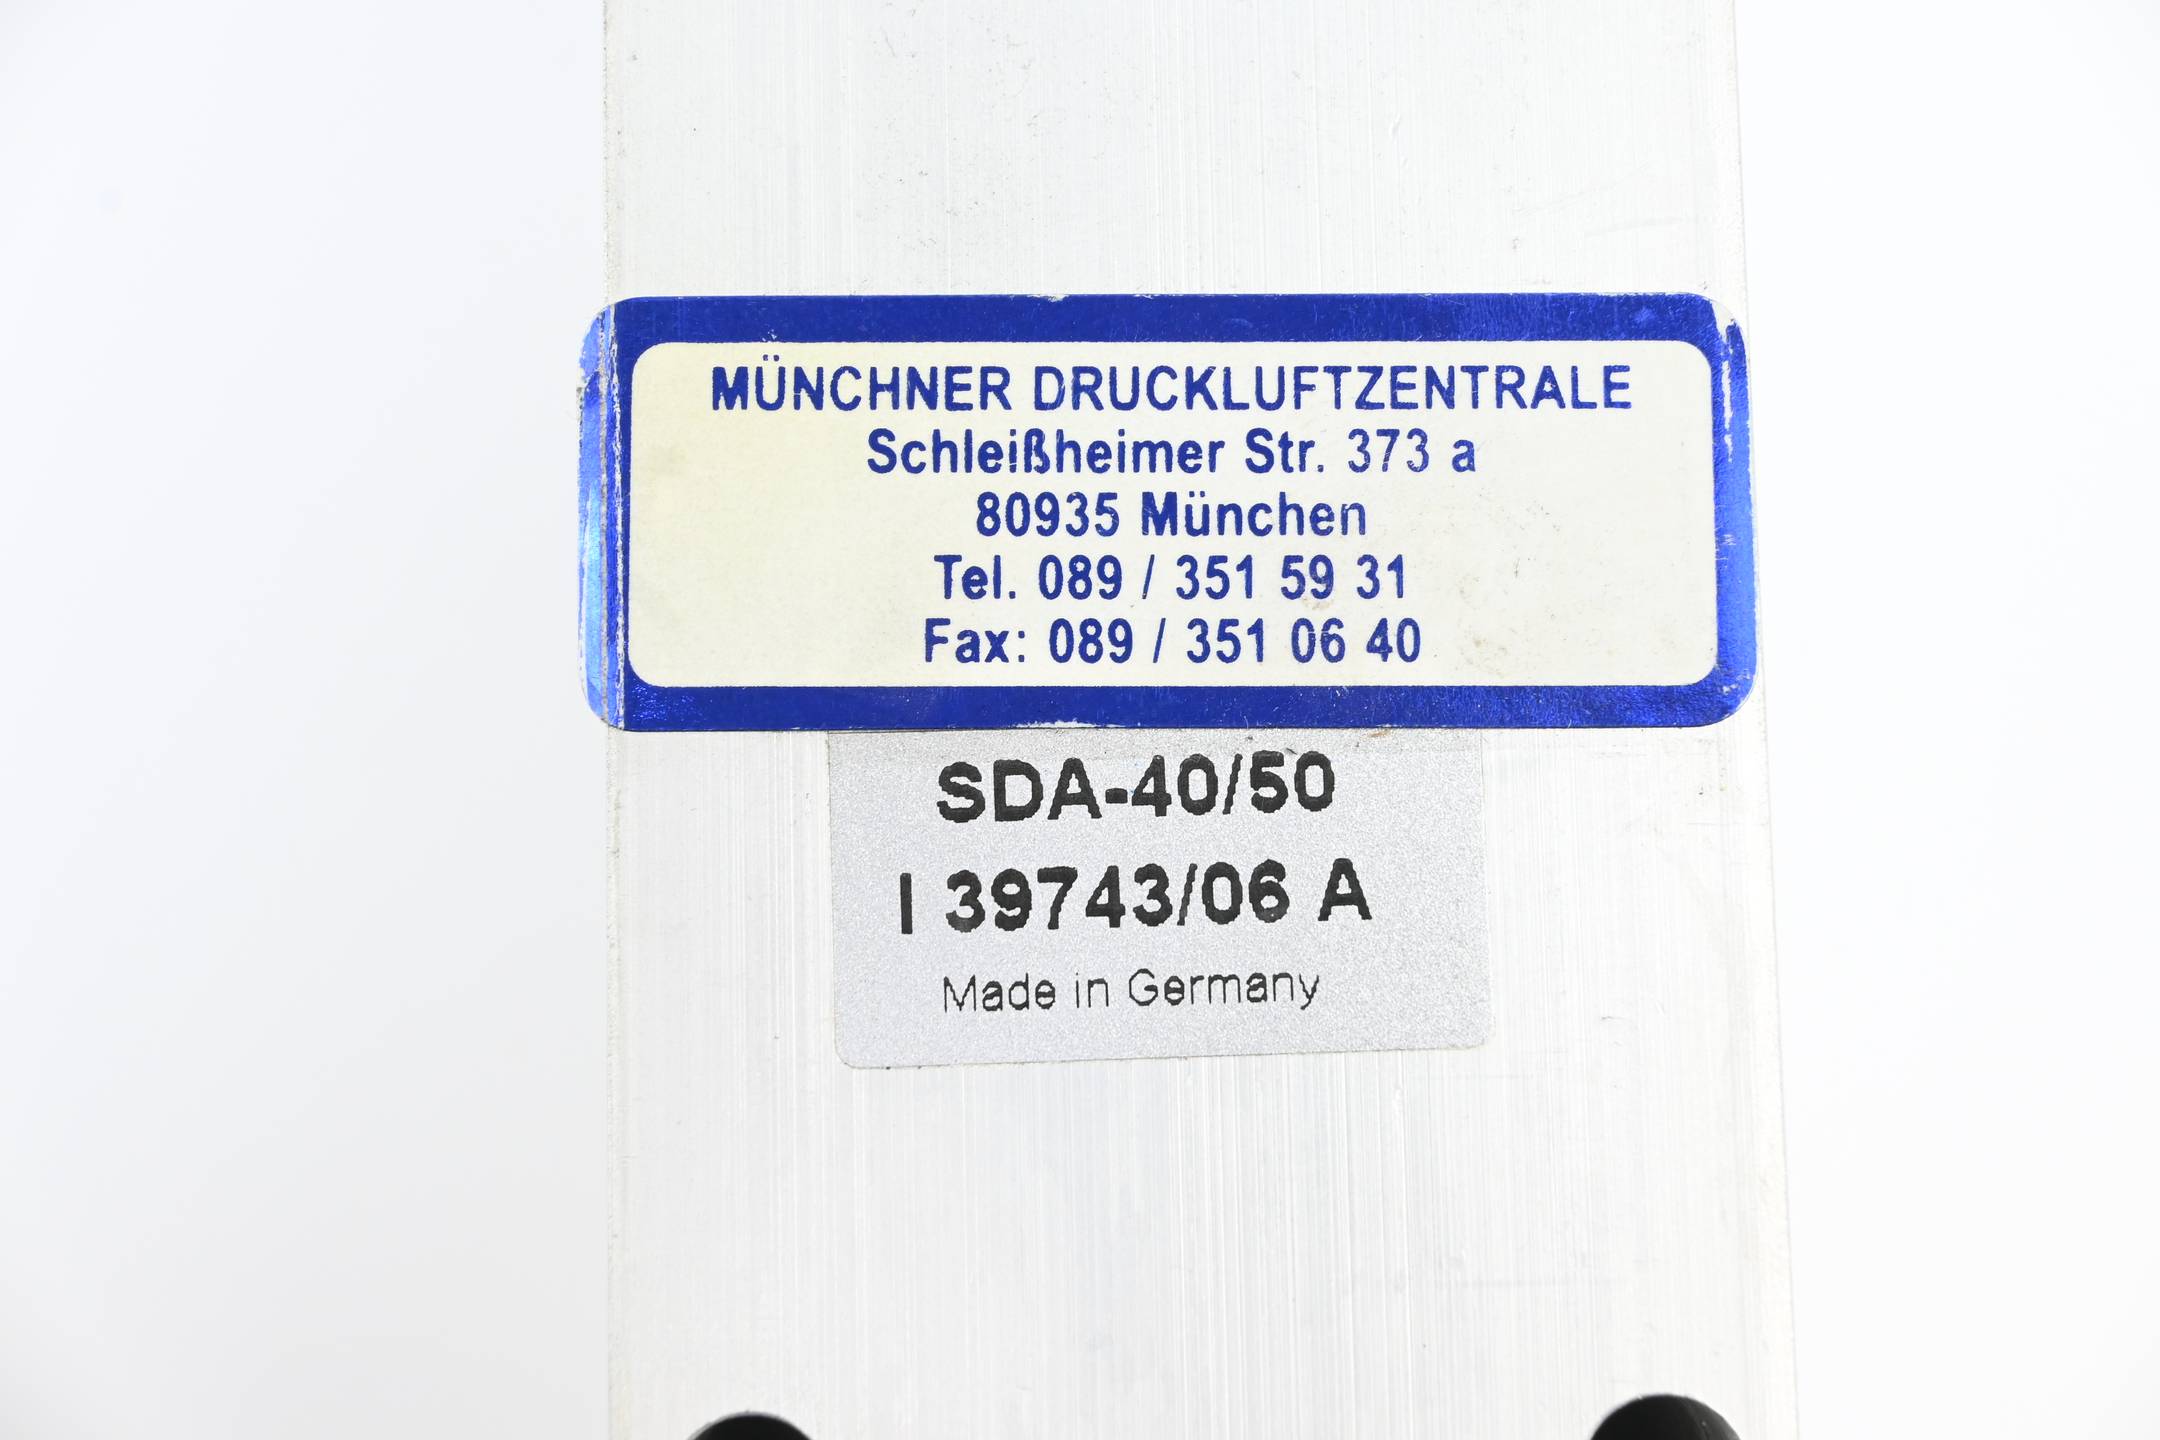 MÜNCHNER DRUCKLUFTZENTRALE
Schleißheimer Str. 373 a
80935 München
Tel. 089 / 351 59 31
Fax: 089 / 351 06 40
SDA-40/50
I 39743/06 A
Made in Germany